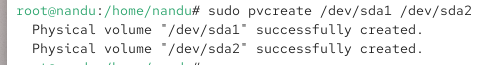 root@nandu:/home/nandu# sudo pvcreate /dev/sda1 /dev/sda2
  Physical volume "/dev/sda1" successfully created.
  Physical volume "/dev/sda2" successfully created.